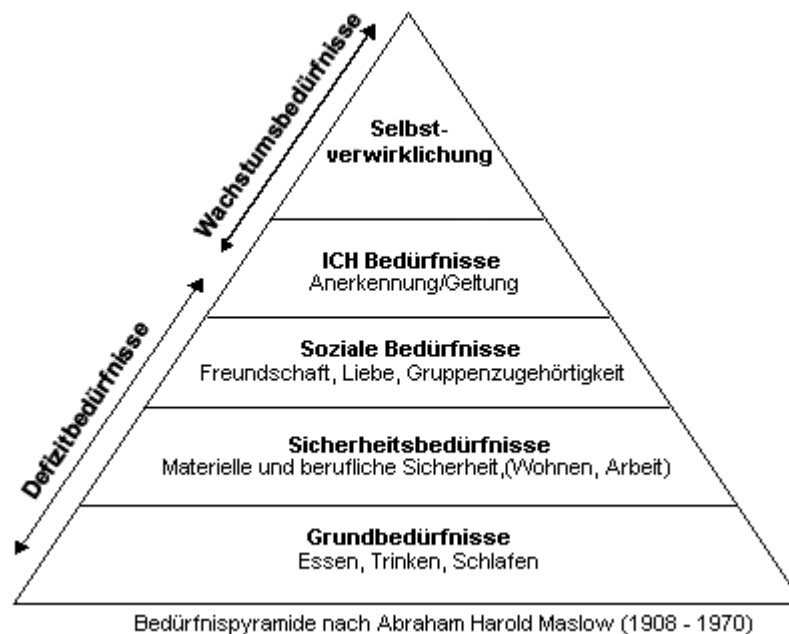 Wachstumsbedürfnisse
Defizitbedürfnisse
Selbst-
verwirklichung
ICH Bedürfnisse
Anerkennung/Geltung
Soziale Bedürfnisse
Freundschaft, Liebe, Gruppenzugehörtigkeit
Sicherheitsbedürfnisse
Materielle und berufliche Sicherheit,(Wohnen, Arbeit)
Grundbedürfnisse
Essen, Trinken, Schlafen
Bedürfnispyramide nach Abraham Harold Maslow (1908 - 1970)